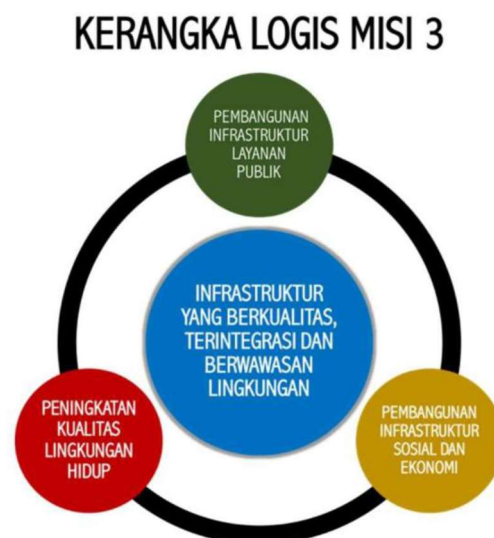 KERANGKA LOGIS MISI 3
PEMBANGUNAN
INFRASTRUKTUR
LAYANAN
PUBLIK
INFRASTRUKTUR
YANG BERKUALITAS,
TERINTEGRASI DAN
BERWAWASAN
LINGKUNGAN
PENINGKATAN
KUALITAS
LINGKUNGAN
HIDUP
PEMBANGUNAN
INFRASTRUKTUR
SOSIAL DAN
EKONOMI